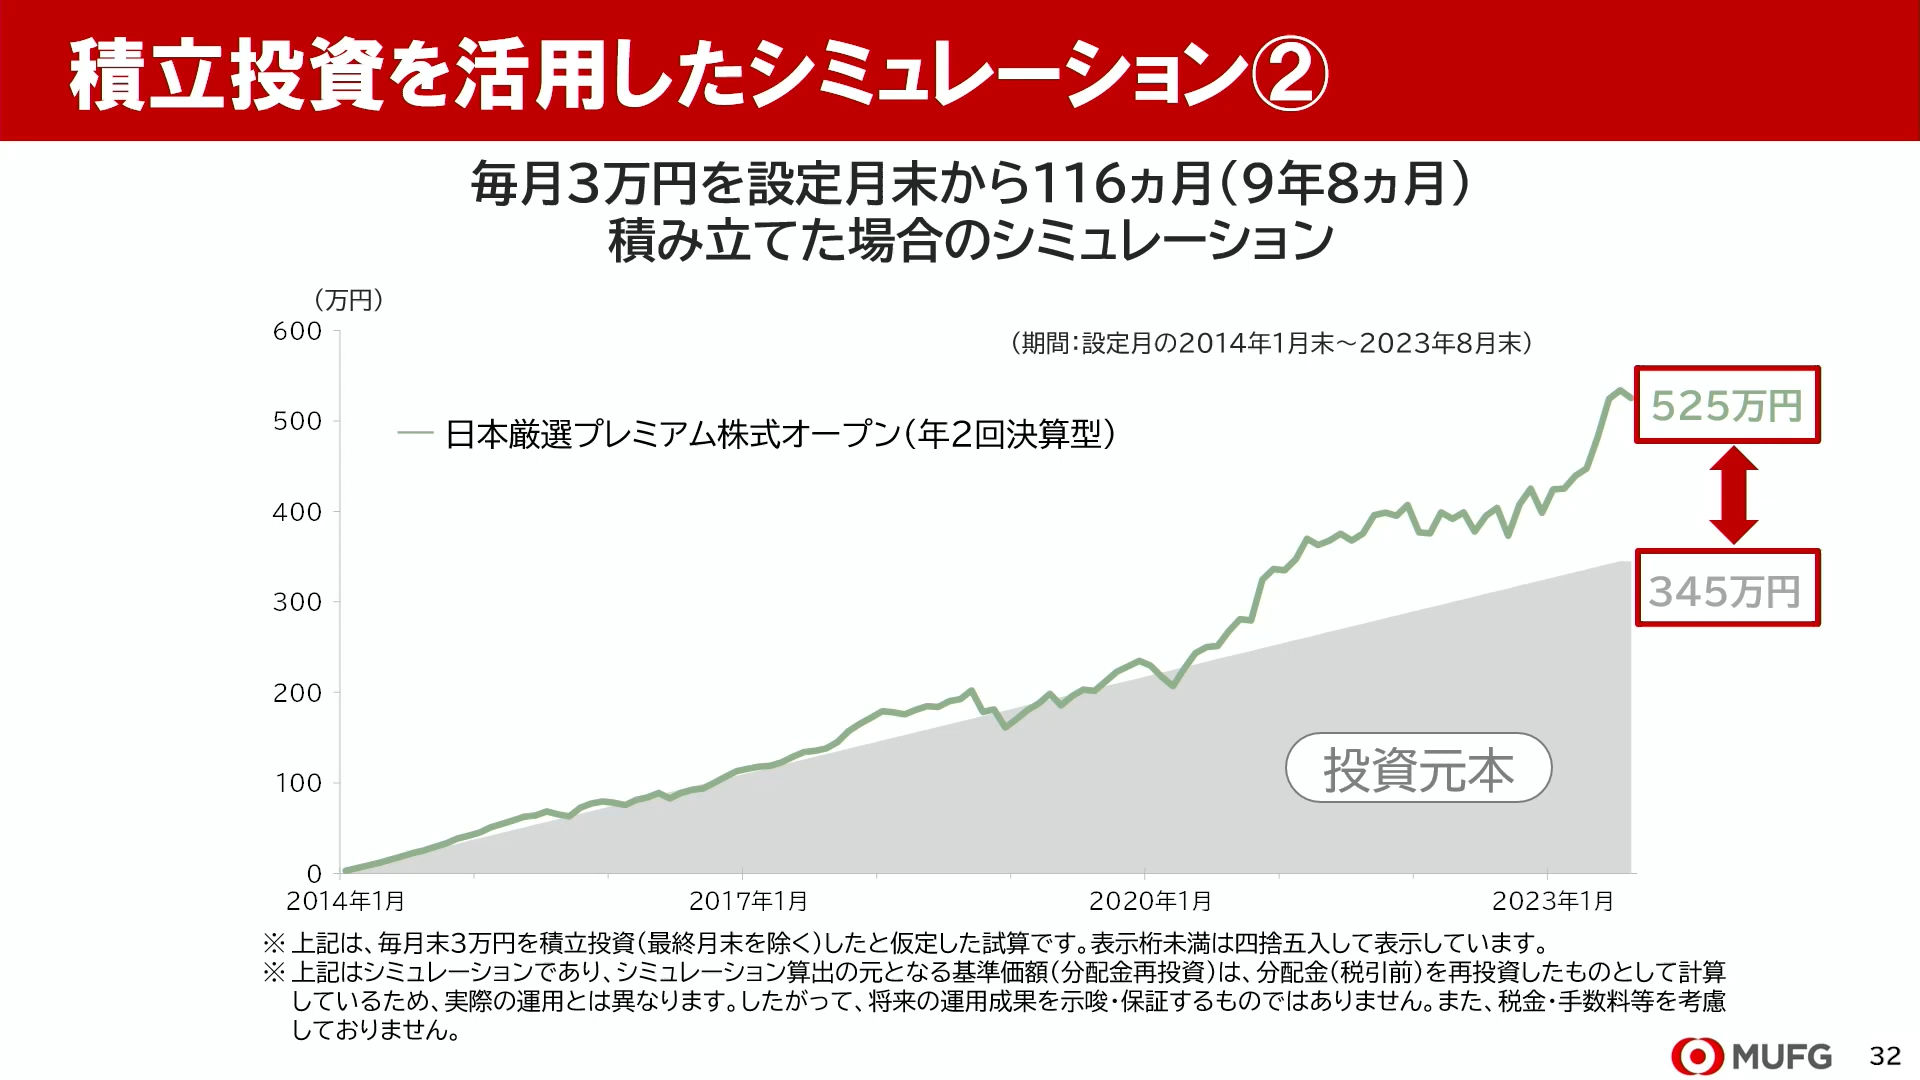 積立投資を活用したシミュレーション②
毎月3万円を設定月末から116ヵ月（9年8ヵ月）
積み立てた場合のシミュレーション
（万円）
（期間：設定月の2014年1月末～2023年8月末）
600
500
400
300
200
100
0
日本厳選プレミアム株式オープン（年2回決算型）
525万円
345万円
投資元本
2014年1月
2017年1月
2020年1月
2023年1月
※ 上記は、毎月末3万円を積立投資（最終月末を除く）したと仮定した試算です。表示桁未満は四捨五入して表示しています。
※ 上記はシミュレーションであり、シミュレーション算出の元となる基準価額（分配金再投資）は、分配金（税引前）を再投資したものとして計算
しているため、実際の運用とは異なります。したがって、将来の運用成果を示唆・保証するものではありません。また、税金・手数料等を考慮
しておりません。
MUFG
32